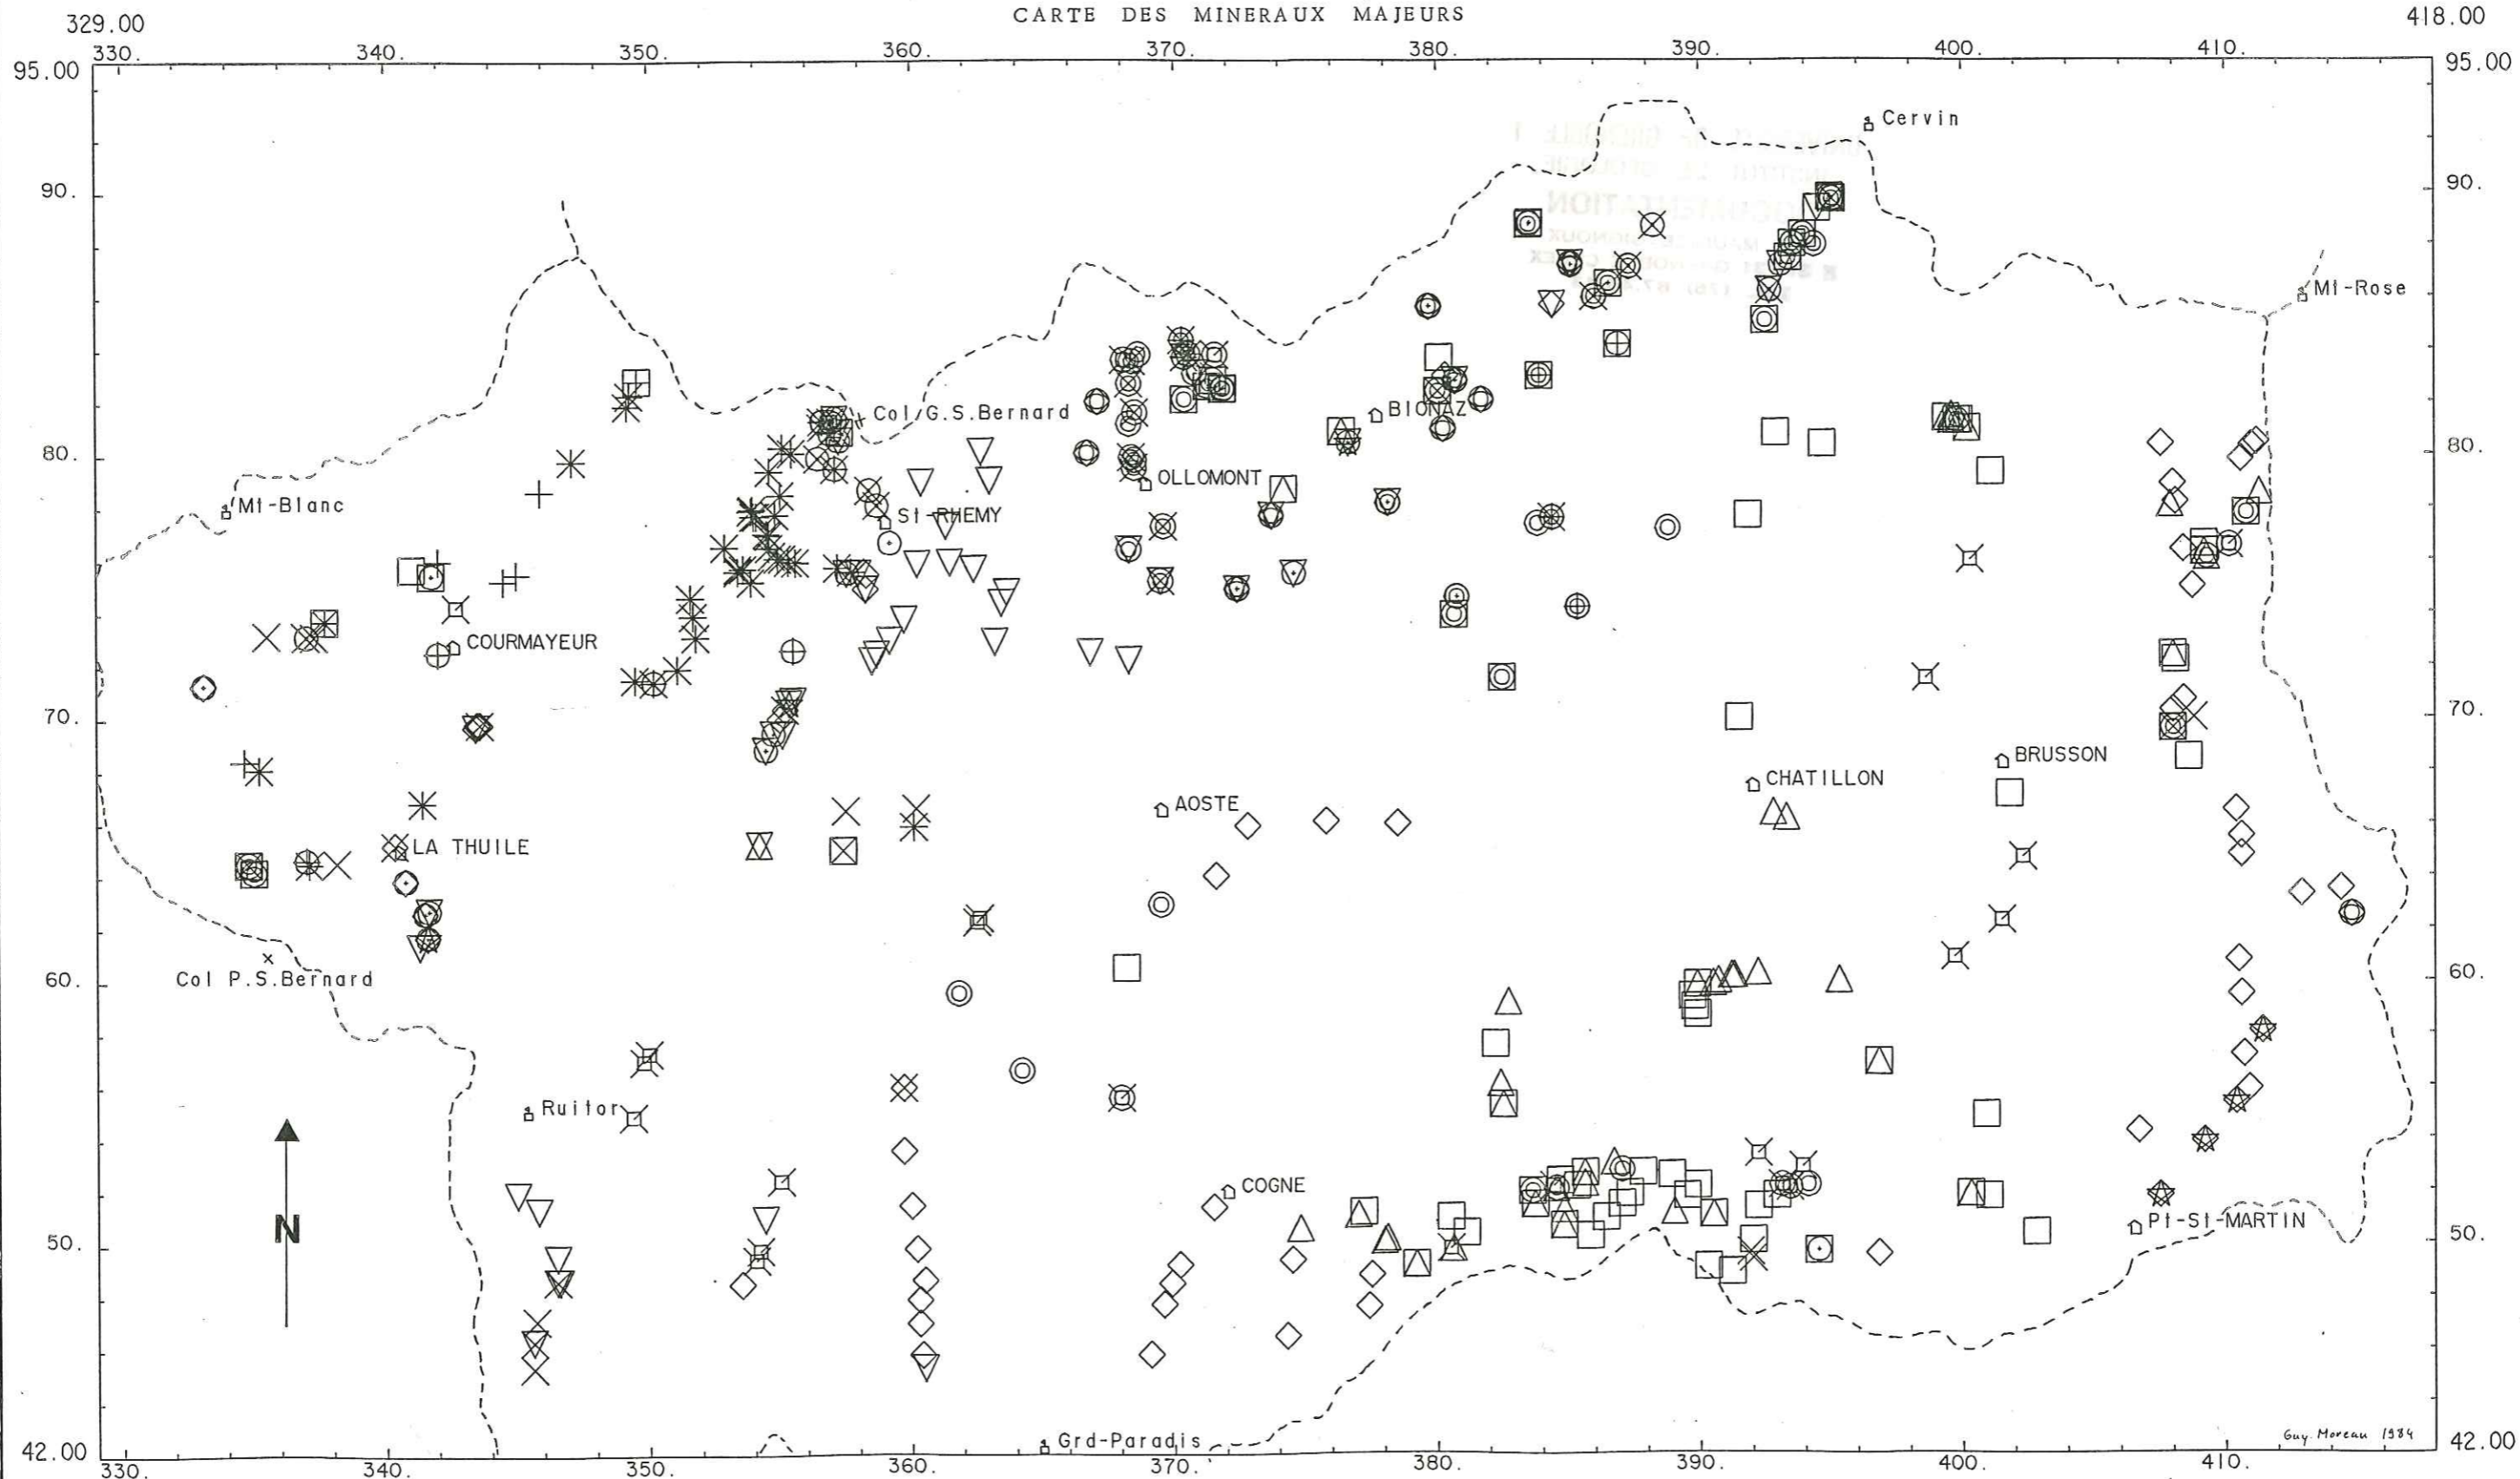 CARTE DES MINERAUX MAJEURS
329.00 418.00
330. 340. 350. 360. 370. 380. 390. 400. 410.
95.00 95.00
Cervin
90. 90.
Mt-Rose
Col G.S.Bernard
BIONAZ
80. 80.
OLLOMONT
Mt-Blanc
St-RHEMY
COURMAYEUR
70. 70.
BRUSSON
CHATILLON
AOSTE
LA THUILE
60. 60.
Col P.S.Bernard
Ruitor
COGNE
N
Pt-St-MARTIN
50. 50.
Grd-Paradis
Guy. Moreau 1984
42.00 42.00
330. 340. 350. 360. 370. 380. 390. 400. 410.